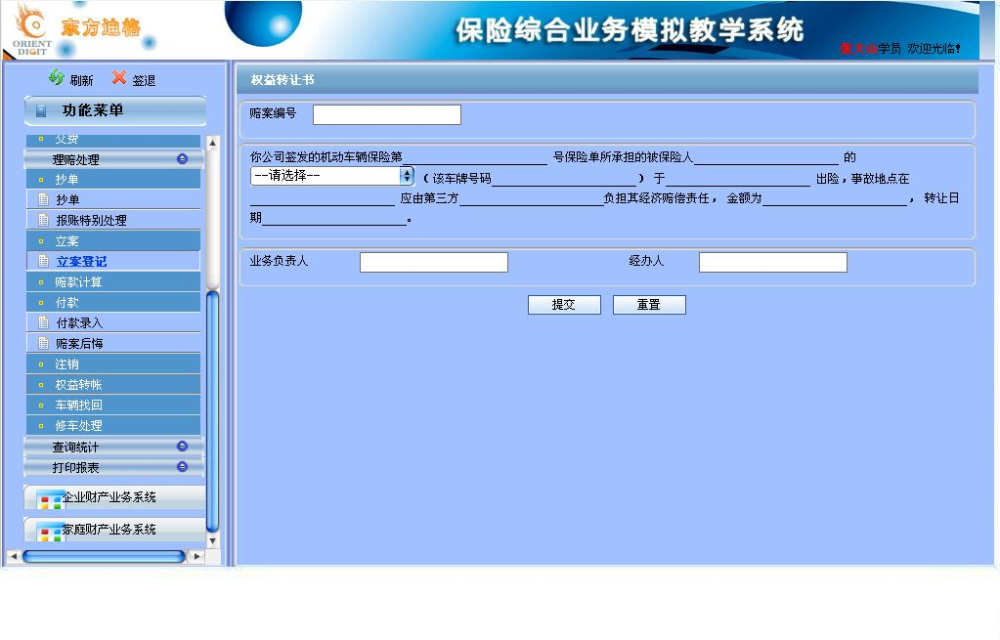 ORIENT
DIGIT
东方迪格
保险综合业务模拟教学系统
学员 欢迎光临!
刷新 签退
功能菜单
交费
理赔处理
抄单
抄单
报账特别处理
立案
立案登记
赔款计算
付款
付款录入
赔案后悔
注销
权益转帐
车辆找回
修车处理
查询统计
打印报表
企业财产业务系统
家庭财产业务系统
权益转让书
赔案编号
你公司签发的机动车辆保险第 号保险单所承担的被保险人 的
--请选择-- (该车牌号码 ) 于 出险,事故地点在
应由第三方 负担其经济赔偿责任, 金额为 , 转让日
期 。
业务负责人 经办人
提交 重置